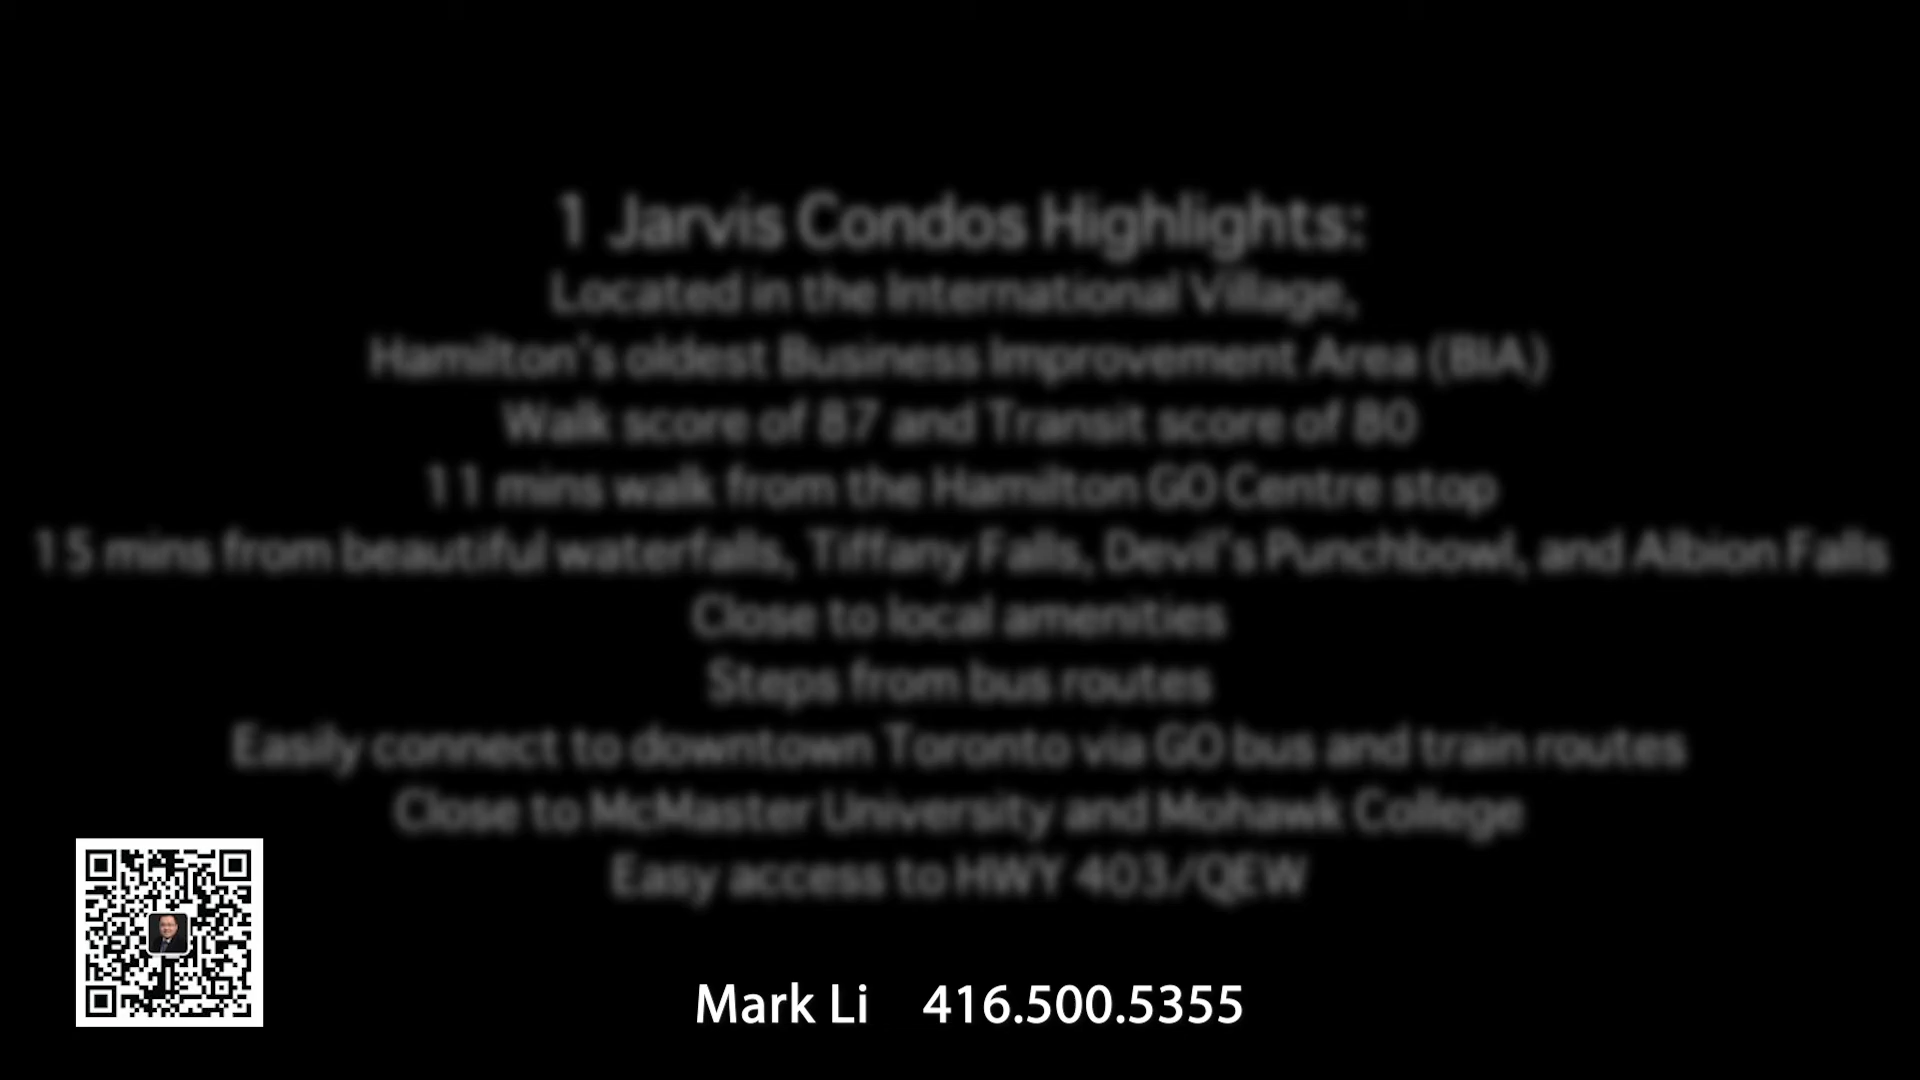 1 Jarvis Condos Highlights:
Located in the International Village,
Hamilton's oldest Business Improvement Area (BIA)
Walk score of 87 and Transit score of 80
11 mins walk from the Hamilton GO Centre stop
15 mins from beautiful waterfalls, Tiffany Falls, Devil's Punchbowl, and Albion Falls
Close to local amenities
Steps from bus routes
Easily connect to downtown Toronto via GO bus and train routes
Close to McMaster University and Mohawk College
Easy access to HWY 403/QEW
Mark Li 416.500.5355